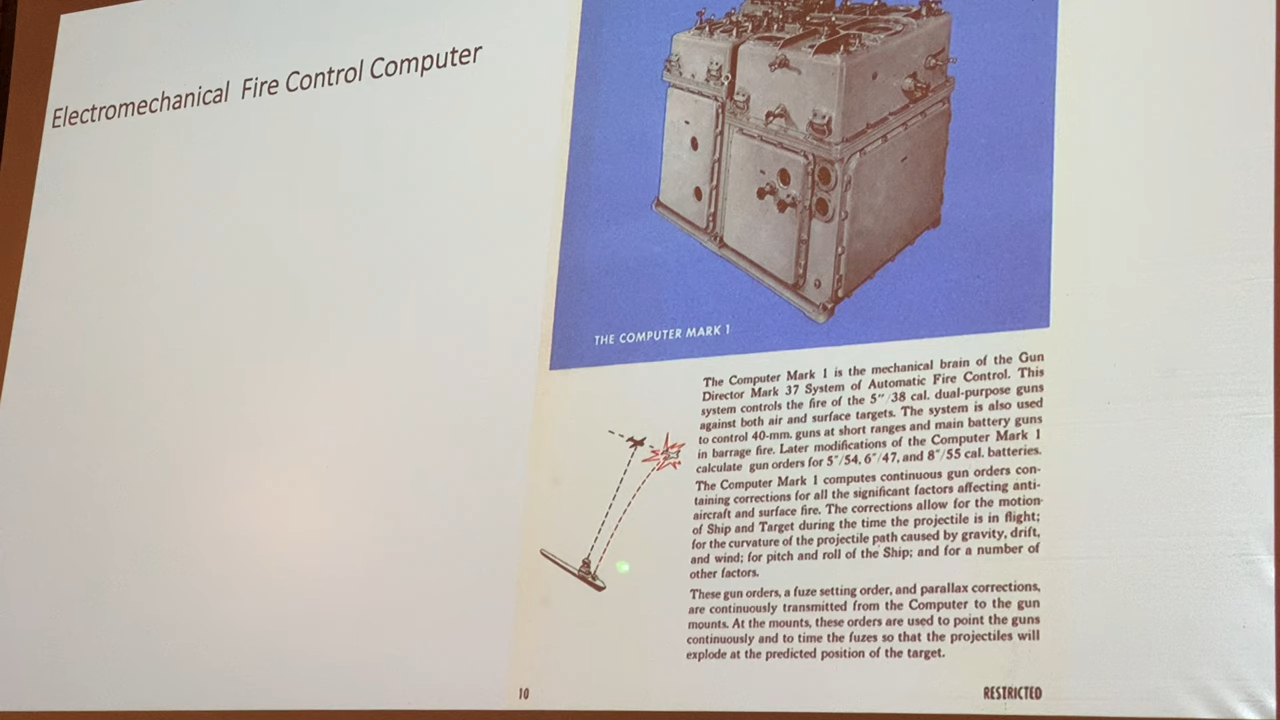 Electromechanical Fire Control Computer
THE COMPUTER MARK 1
The Computer Mark 1 is the mechanical brain of the Gun
Director Mark 37 System of Automatic Fire Control. This
system controls the fire of the 5"/38 cal. dual-purpose guns
against both air and surface targets. The system is also used
to control 40-mm. guns at short ranges and main battery guns
in barrage fire. Later modifications of the Computer Mark 1
calculate gun orders for 5"/54, 6"/47, and 8"/55 cal. batteries.
The Computer Mark 1 computes continuous gun orders con-
taining corrections for all the significant factors affecting anti-
aircraft and surface fire. The corrections allow for the motion
of Ship and Target during the time the projectile is in flight;
for the curvature of the projectile path caused by gravity, drift,
and wind; for pitch and roll of the Ship; and for a number of
other factors.
These gun orders, a fuze setting order, and parallax corrections,
are continuously transmitted from the Computer to the gun
mounts. At the mounts, these orders are used to point the guns
continuously and to time the fuzes so that the projectiles will
explode at the predicted position of the target.
10
RESTRICTED